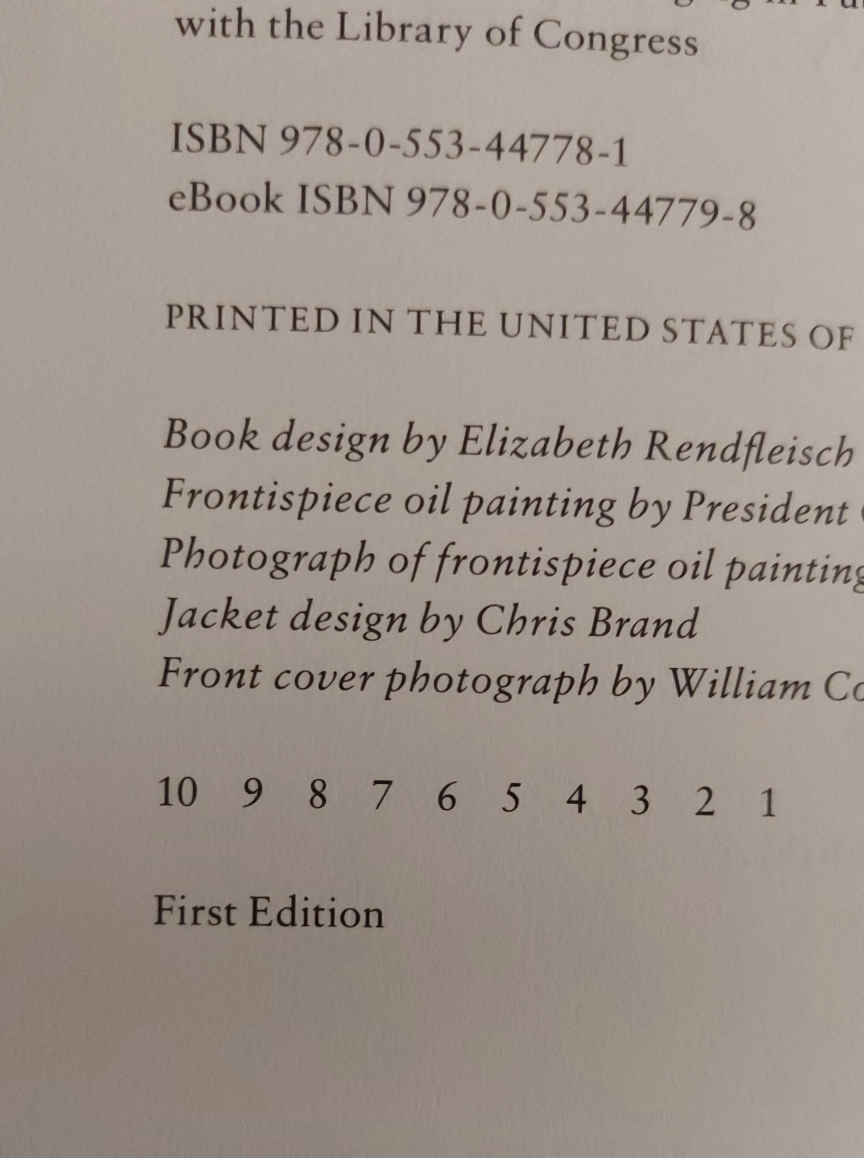 with the Library of Congress
ISBN 978-0-553-44778-1
eBook ISBN 978-0-553-44779-8
PRINTED IN THE UNITED STATES OF
Book design by Elizabeth Rendfleisch
Frontispiece oil painting by President
Photograph of frontispiece oil painting
Jacket design by Chris Brand
Front cover photograph by William
10 9 8 7 6 5 4 3 2 1
First Edition